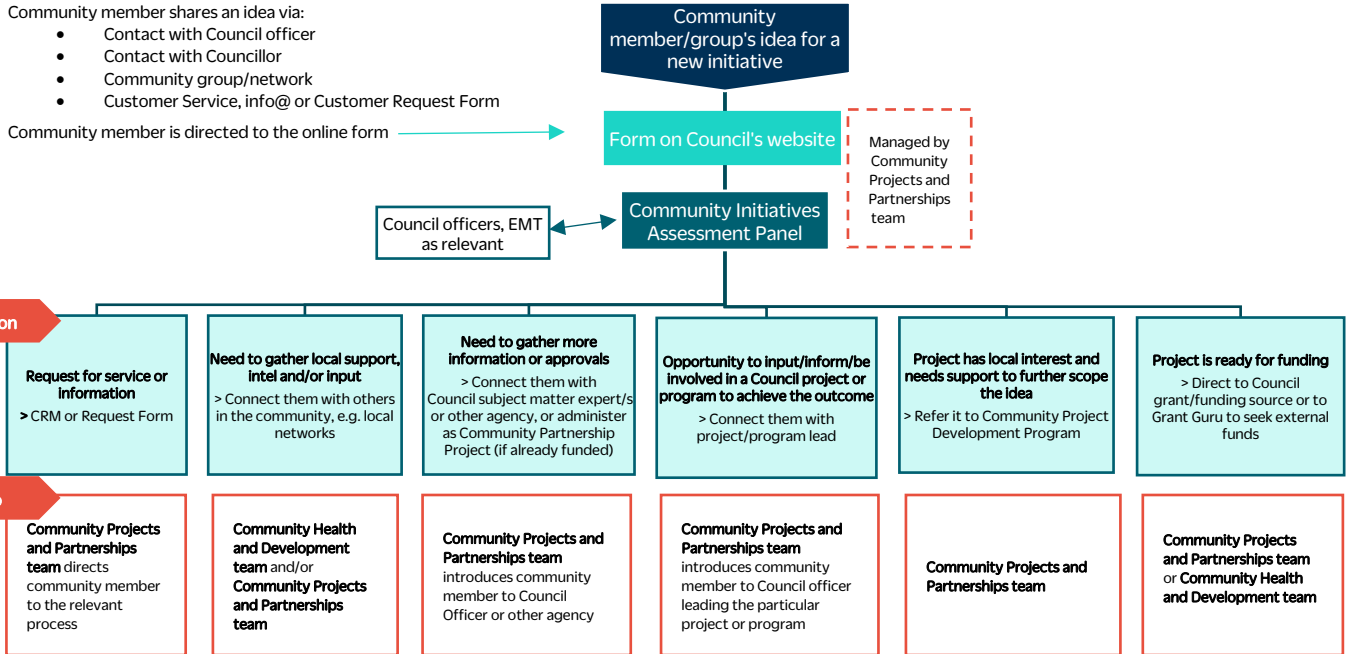 Community member shares an idea via:
• Contact with Council officer
• Contact with Councillor
• Community group/network
• Customer Service, info@ or Customer Request Form
Community member is directed to the online form
Community
member/group's idea for a
new initiative
Form on Council's website
Managed by
Community
Projects and
Partnerships
team
Council officers, EMT
as relevant
Community Initiatives
Assessment Panel
on
Request for service or
information
> CRM or Request Form
Need to gather local support,
intel and/or input
> Connect them with others
in the community, e.g. local
networks
Need to gather more
information or approvals
> Connect them with
Council subject matter expert/s
or other agency, or administer
as Community Partnership
Project (if already funded)
Opportunity to input/inform/be
involved in a Council project or
program to achieve the outcome
> Connect them with
project/program lead
Project has local interest and
needs support to further scope
the idea
> Refer it to Community Project
Development Program
Project is ready for funding
> Direct to Council
grant/funding source or to
Grant Guru to seek external
funds
Community Projects
and Partnerships
team directs
community member
to the relevant
process
Community Health
and Development
team and/or
Community Projects
and Partnerships
team
Community Projects and
Partnerships team
introduces community
member to Council
Officer or other agency
Community Projects and
Partnerships team
introduces community
member to Council officer
leading the particular
project or program
Community Projects and
Partnerships team
Community Projects
and Partnerships team
or Community Health
and Development team